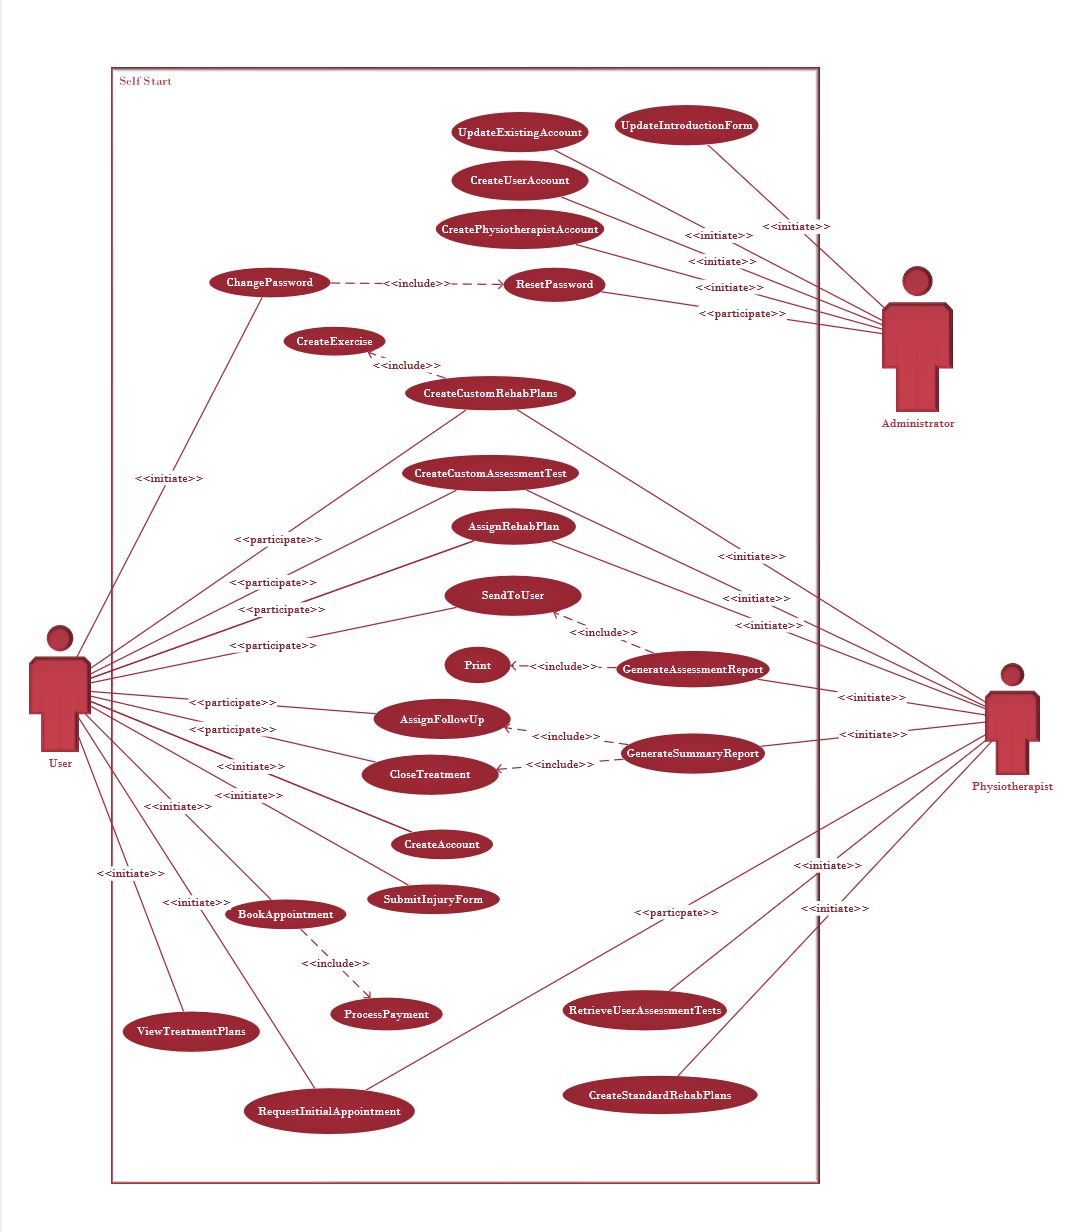 Self Start
UpdateIntroductionForm
UpdateExistingAccount
CreateUserAccount
CreatePhysiotherapistAccount
<<initiate>>
<<initiate>>
<<initiate>>
ChangePassword
<<include>>
ResetPassword
<<initiate>>
<<participate>>
CreateExercise
<<include>>
CreateCustomRehabPlans
Administrator
CreateCustomAssessmentTest
<<initiate>>
AssignRehabPlan
<<participate>>
<<initiate>>
<<participate>>
SendToUser
<<initiate>>
<<participate>>
<<initiate>>
<<include>>
<<participate>>
Print
<<include>>
GenerateAssessmentReport
<<initiate>>
<<participate>>
AssignFollowUp
<<participate>>
<<include>>
<<initiate>>
GenerateSummaryReport
User
<<initiate>>
CloseTreatment
<<include>>
Physiotherapist
<<initiate>>
<<initiate>>
CreateAccount
<<initiate>>
<<initiate>>
SubmitInjuryForm
<<initiate>>
BookAppointment
<<particpate>>
<<initiate>>
<<include>>
ProcessPayment
RetrieveUserAssessmentTests
ViewTreatmentPlans
CreateStandardRehabPlans
RequestInitialAppointment